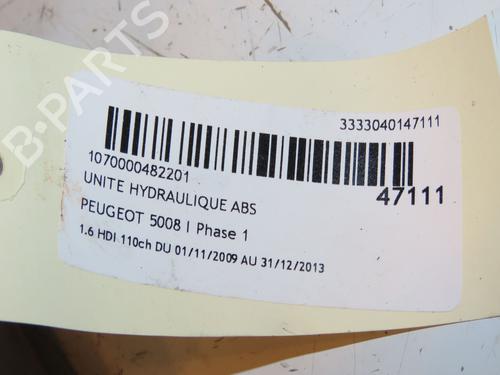 B-PARTS
3333040147111
1070000482201
47111
UNITE HYDRAULIQUE ABS
PEUGEOT 5008 I Phase 1
1.6 HDI 110ch DU 01/11/2009 AU 31/12/2013